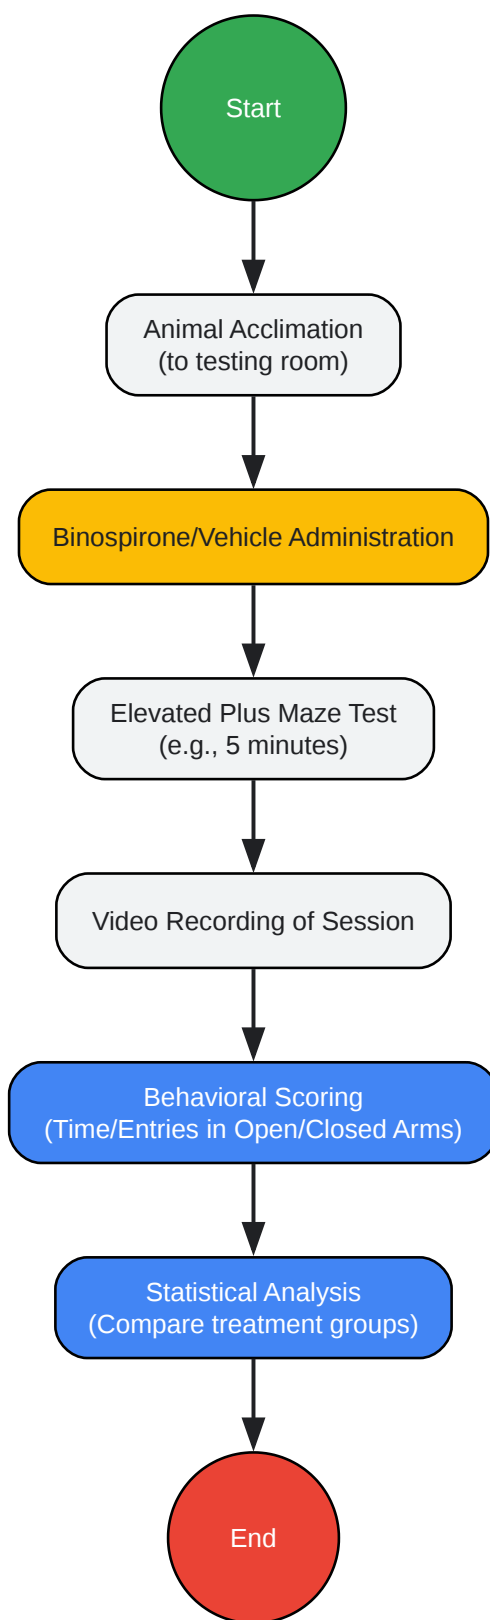 Start
Animal Acclimation
(to testing room)
Binospirone/Vehicle Administration
Elevated Plus Maze Test
(e.g., 5 minutes)
Video Recording of Session
Behavioral Scoring
(Time/Entries in Open/Closed Arms)
Statistical Analysis
(Compare treatment groups)
End